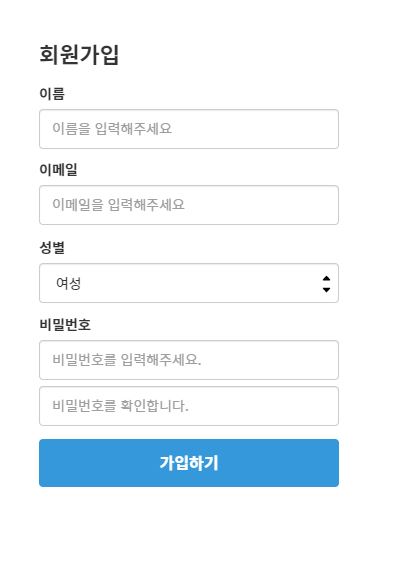 회원가입
이름
이름을 입력해주세요
이메일
이메일을 입력해주세요
성별
여성
비밀번호
비밀번호를 입력해주세요.
비밀번호를 확인합니다.
가입하기